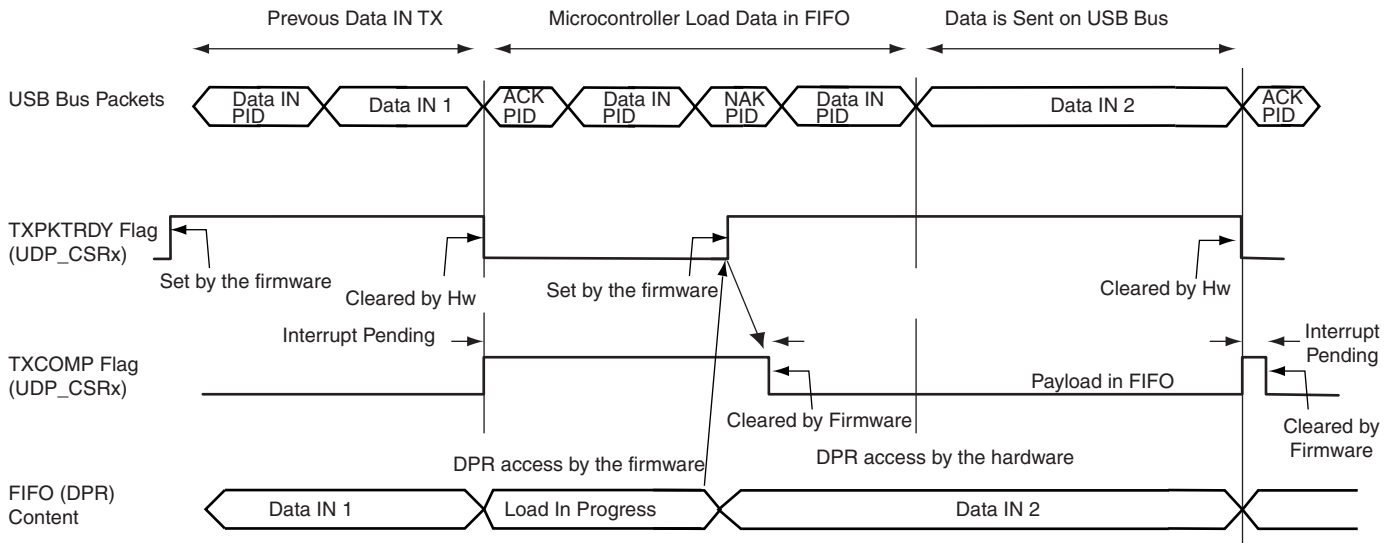 Prevous Data IN TX
Microcontroller Load Data in FIFO
Data is Sent on USB Bus
USB Bus Packets
Data IN
PID
Data IN 1
ACK
PID
Data IN
PID
NAK
PID
Data IN
PID
Data IN 2
ACK
PID
TXPKTRDY Flag
(UDP_CSRx)
Set by the firmware
Cleared by Hw
Set by the firmware
Cleared by Hw
Interrupt Pending
Interrupt
Pending
TXCOMP Flag
(UDP_CSRx)
Payload in FIFO
Cleared by Firmware
Cleared by
Firmware
DPR access by the firmware
DPR access by the hardware
FIFO (DPR)
Content
Data IN 1
Load In Progress
Data IN 2